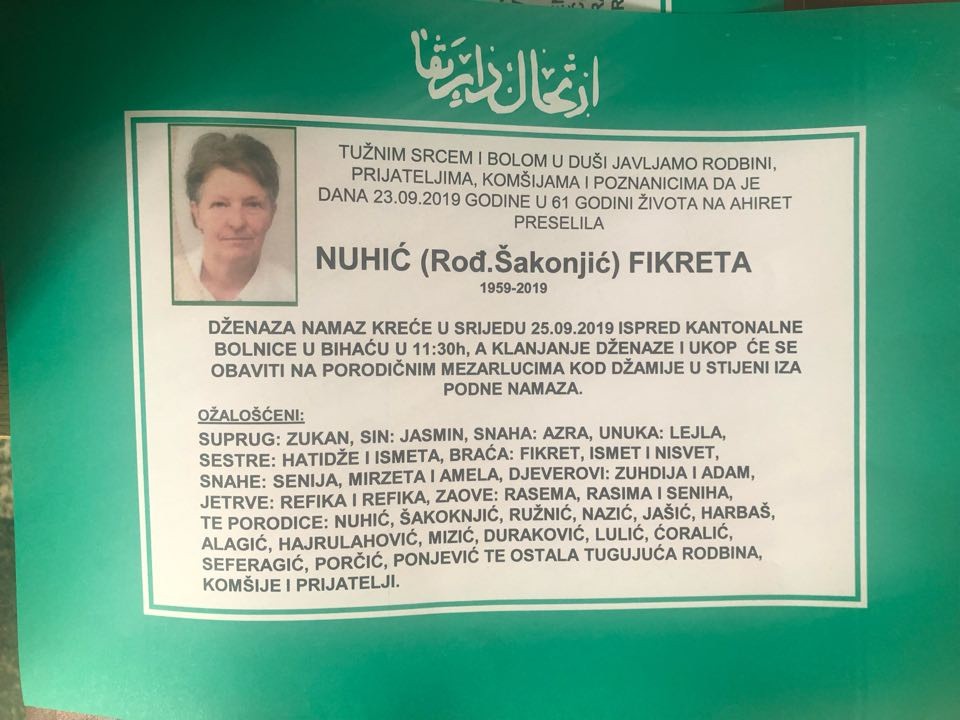 ارتحال دار بقا
TUŽNIM SRCEM I BOLOM U DUŠI JAVLJAMO RODBINI,
PRIJATELJIMA, KOMŠIJAMA I POZNANICIMA DA JE
DANA 23.09.2019 GODINE U 61 GODINI ŽIVOTA NA AHIRET
PRESELILA
NUHIĆ (Rođ.Šakonjić) FIKRETA
1959-2019
DŽENAZA NAMAZ KREĆE U SRIJEDU 25.09.2019 ISPRED KANTONALNE
BOLNICE U BIHAĆU U 11:30h, A KLANJANJE DŽENAZE I UKOP ĆE SE
OBAVITI NA PORODIČNIM MEZARLUCIMA KOD DŽAMIJE U STIJENI IZA
PODNE NAMAZA.
OŽALOŠĆENI:
SUPRUG: ZUKAN, SIN: JASMIN, SNAHA: AZRA, UNUKA: LEJLA,
SESTRE: HATIDŽE I ISMETA, BRAĆA: FIKRET, ISMET I NISVET,
SNAHE: SENIJA, MIRZETA I AMELA, DJEVEROVI: ZUHDIJA I ADAM,
JETRVE: REFIKA I REFIKA, ZAOVE: RASEMA, RASIMA I SENIHA,
TE PORODICE: NUHIĆ, ŠAKOKNJIĆ, RUŽNIĆ, NAZIĆ, JAŠIĆ, HARBAŠ,
ALAGIĆ, HAJRULAHOVIĆ, MIZIĆ, DURAKOVIĆ, LULIĆ, ĆORALIĆ,
SEFERAGIĆ, PORČIĆ, PONJEVIĆ TE OSTALA TUGUJUĆA RODBINA,
KOMŠIJE I PRIJATELJI.